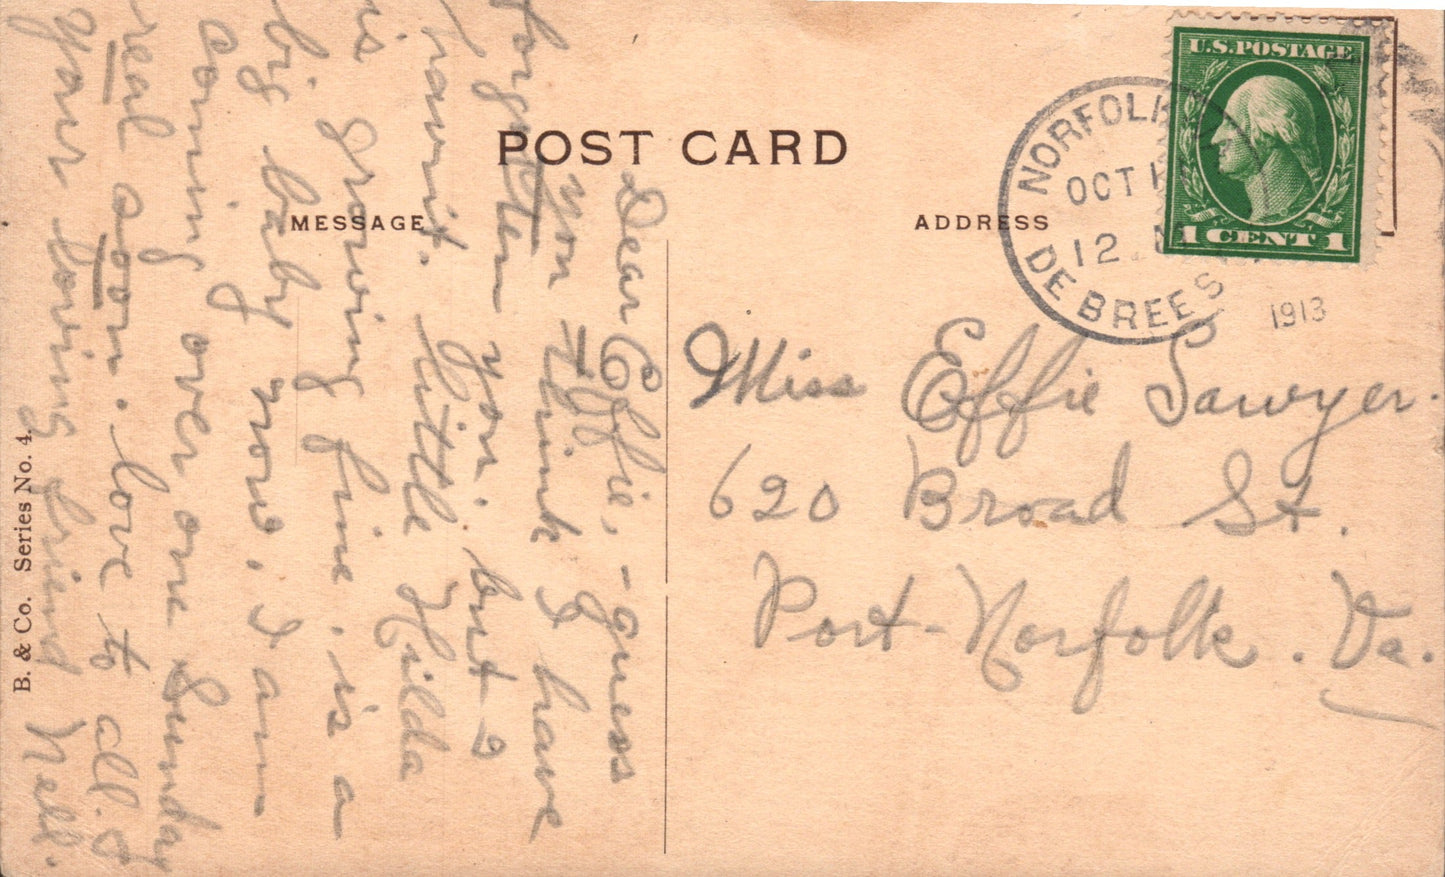 POST CARD
MESSAGE
ADDRESS
U.S. POSTAGE
1 CENT 1
NORFOLK
OCT 1
12 M
DE BREES
1913
Dear Effie, - guess
you think I have
forgotten you. but I
haven't. Little Hilda
is growing fine. is a
big baby now. I am
coming over one Sunday
real soon. love to all. &
your loving friend Nell.
Miss Effie Sawyer.
620 Broad St.
Port-Norfolk. Va.
B. & Co. Series No. 4.